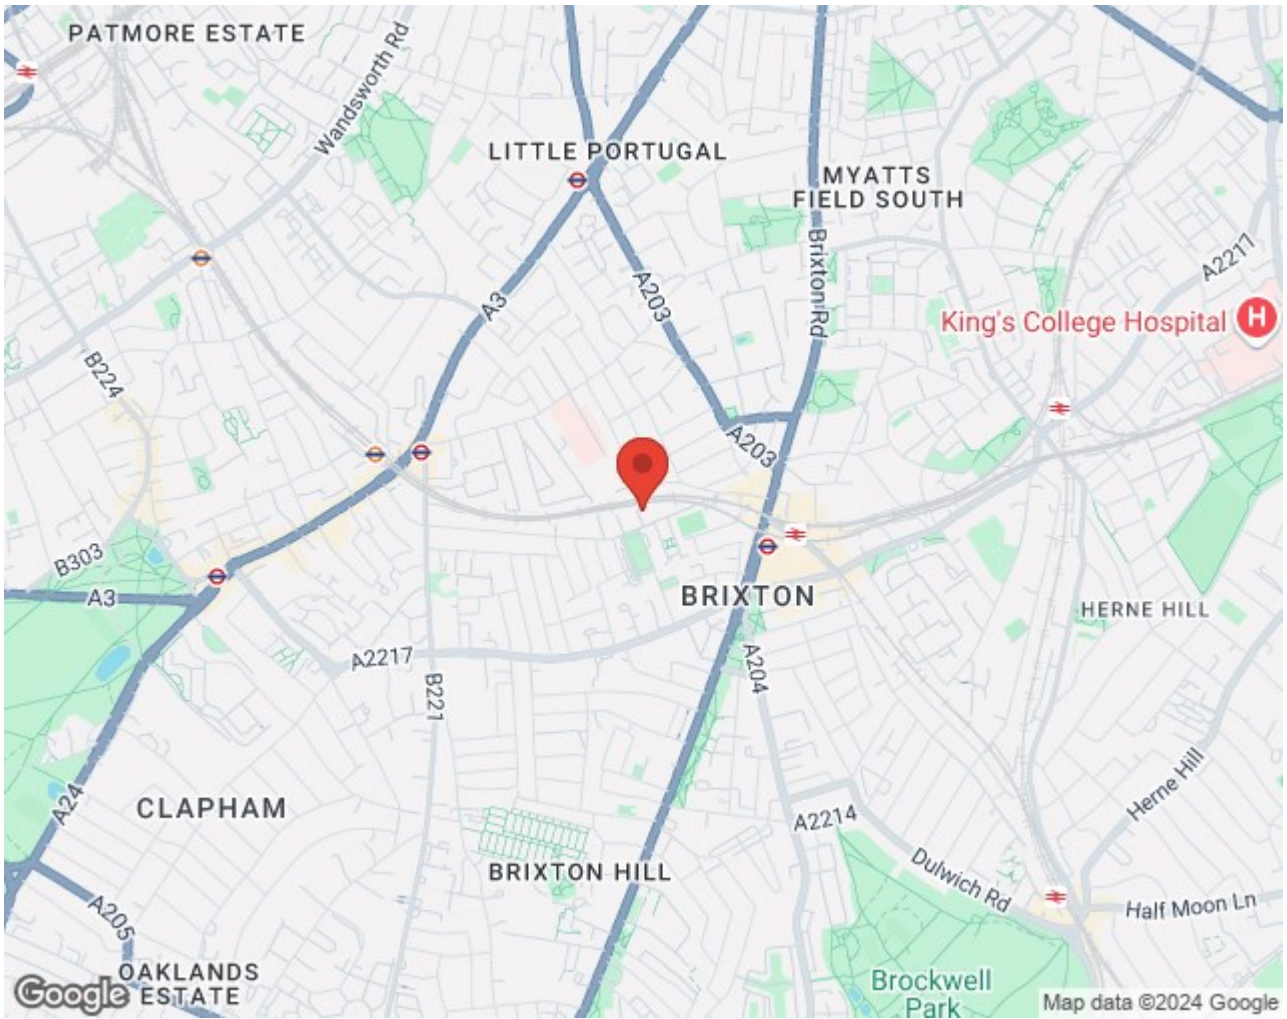 PATMORE ESTATE
Wandsworth Rd
LITTLE PORTUGAL
MYATTS
FIELD SOUTH
A2217
Brixton Rd
A203
A3
King's College Hospital
H
B224
A203
B303
A3
BRIXTON
HERNE HILL
A2217
A204
B221
Herne Hill
A24
CLAPHAM
A2214
BRIXTON HILL
Dulwich Rd
Half Moon Ln
A205
OAKLANDS
ESTATE
Brockwell
Park
Google
Map data ©2024 Google